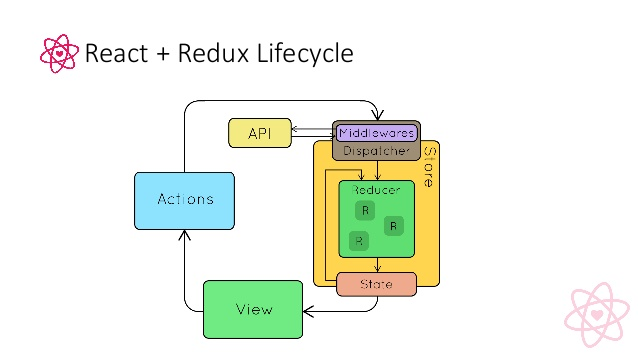 React + Redux Lifecycle
API
Middlewares
Dispatcher
Store
Actions
Reducer
R
R
R
State
View